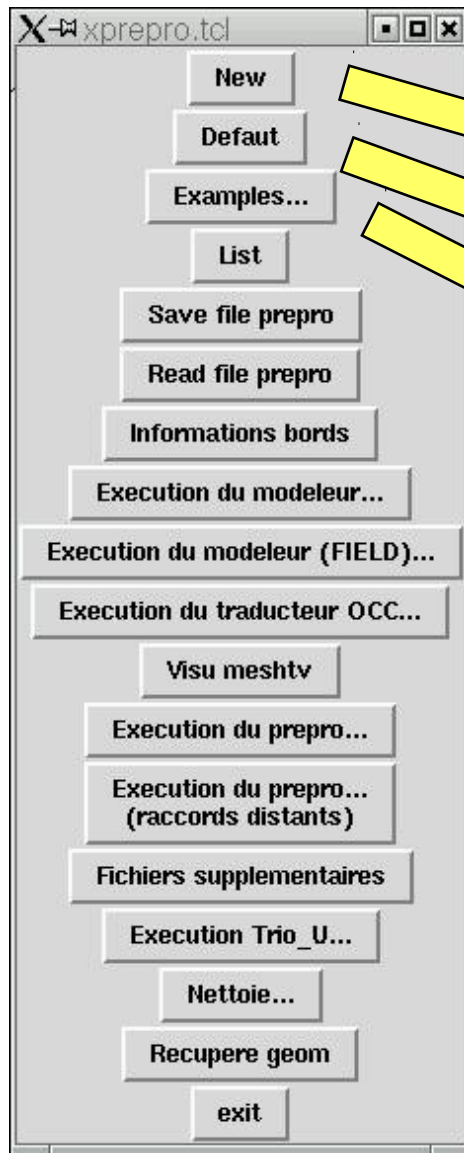 xprepro.tcl
New
Defaut
Examples...
List
Save file prepro
Read file prepro
Informations bords
Execution du modeleur...
Execution du modeleur (FIELD)...
Execution du traducteur OCC...
Visu meshtv
Execution du prepro...
Execution du prepro...
(raccords distants)
Fichiers supplementaires
Execution Trio_U...
Nettoie...
Recupere geom
exit